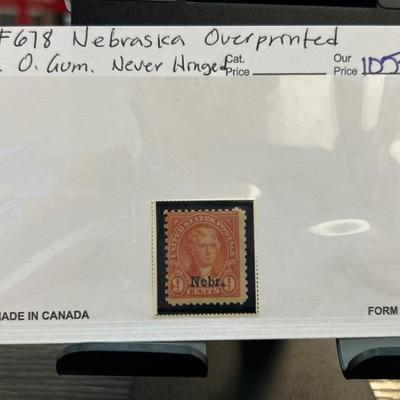 #678 Nebraska Overprinted
. O. Gum. Never Hinged Cat. Price Our Price
UNITED STATES POSTAGE
Nebr.
9 CENTS 9
MADE IN CANADA FORM